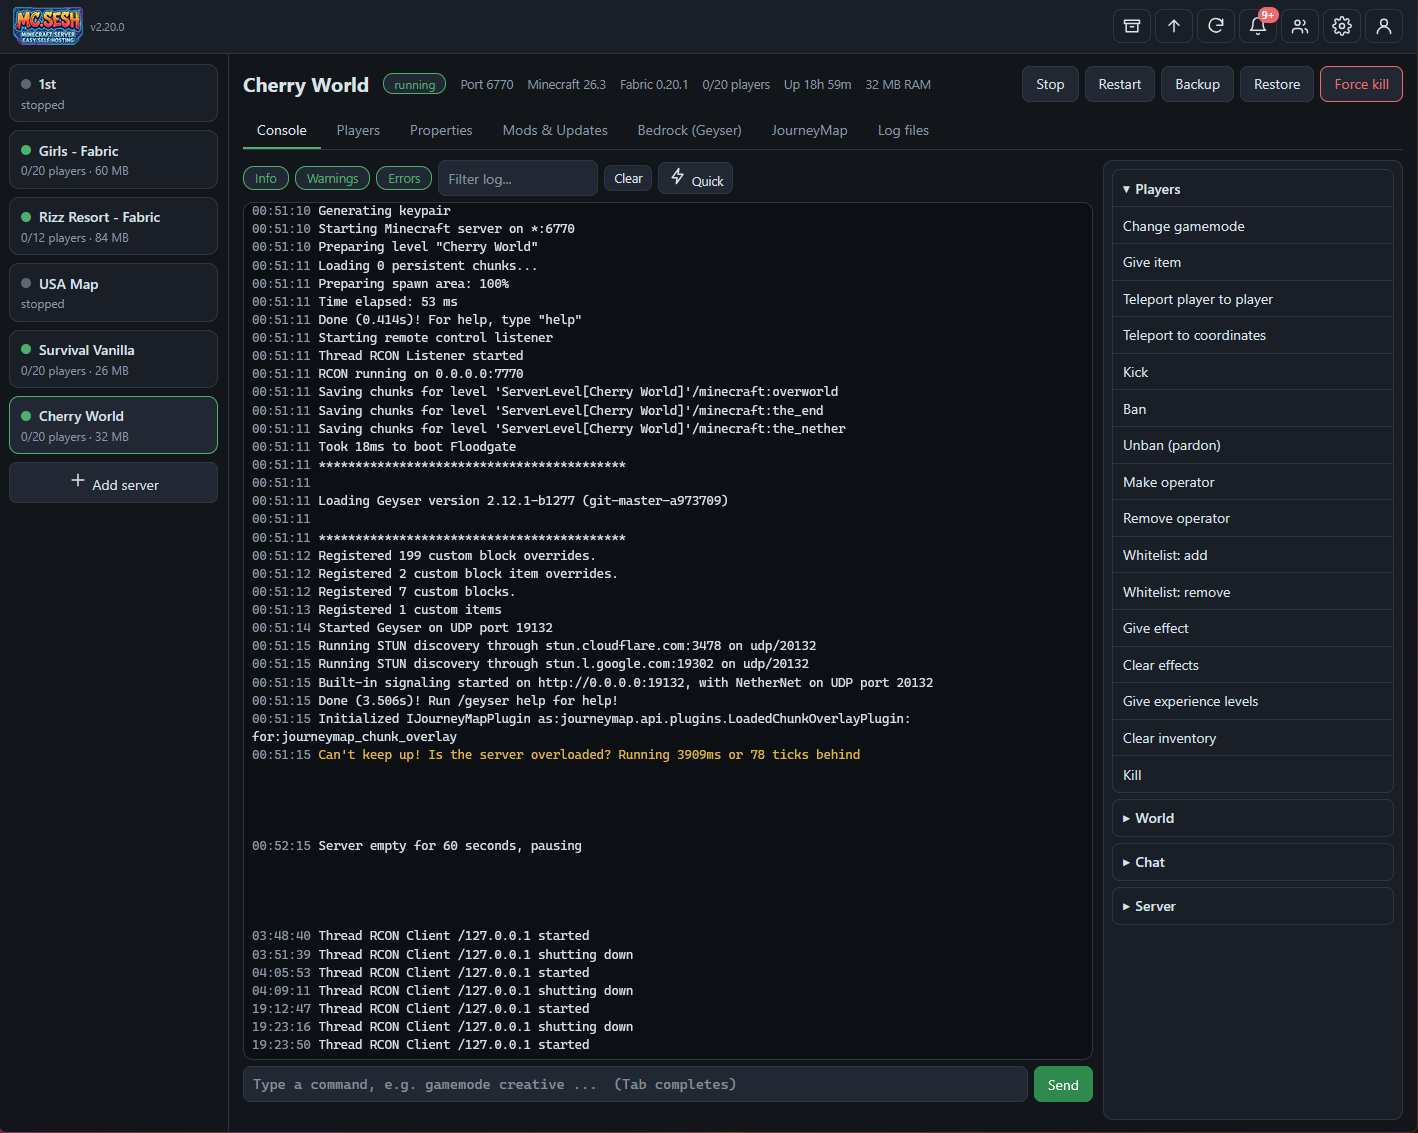 MC.SESH
MINECRAFT SERVER
EASY SELF HOSTING
v2.20.0
9+
1st
stopped
Girls - Fabric
0/20 players · 60 MB
Rizz Resort - Fabric
0/12 players · 84 MB
USA Map
stopped
Survival Vanilla
0/20 players · 26 MB
Cherry World
0/20 players · 32 MB
+ Add server
Cherry World running Port 6770 Minecraft 26.3 Fabric 0.20.1 0/20 players Up 18h 59m 32 MB RAM
Stop Restart Backup Restore Force kill
Console Players Properties Mods & Updates Bedrock (Geyser) JourneyMap Log files
Info Warnings Errors Filter log... Clear Quick
00:51:10 Generating keypair
00:51:10 Starting Minecraft server on *:6770
00:51:10 Preparing level "Cherry World"
00:51:11 Loading 0 persistent chunks...
00:51:11 Preparing spawn area: 100%
00:51:11 Time elapsed: 53 ms
00:51:11 Done (0.414s)! For help, type "help"
00:51:11 Starting remote control listener
00:51:11 Thread RCON Listener started
00:51:11 RCON running on 0.0.0.0:7770
00:51:11 Saving chunks for level 'ServerLevel[Cherry World]'/minecraft:overworld
00:51:11 Saving chunks for level 'ServerLevel[Cherry World]'/minecraft:the_end
00:51:11 Saving chunks for level 'ServerLevel[Cherry World]'/minecraft:the_nether
00:51:11 Took 18ms to boot Floodgate
00:51:11 ******************************************
00:51:11
00:51:11 Loading Geyser version 2.12.1-b1277 (git-master-a973709)
00:51:11
00:51:11 ******************************************
00:51:12 Registered 199 custom block overrides.
00:51:12 Registered 2 custom block item overrides.
00:51:12 Registered 7 custom blocks.
00:51:13 Registered 1 custom items
00:51:14 Started Geyser on UDP port 19132
00:51:15 Running STUN discovery through stun.cloudflare.com:3478 on udp/20132
00:51:15 Running STUN discovery through stun.l.google.com:19302 on udp/20132
00:51:15 Built-in signaling started on http://0.0.0.0:19132, with NetherNet on UDP port 20132
00:51:15 Done (3.506s)! Run /geyser help for help!
00:51:15 Initialized IJourneyMapPlugin as:journeymap.api.plugins.LoadedChunkOverlayPlugin:
for:journeymap_chunk_overlay
00:51:15 Can't keep up! Is the server overloaded? Running 3909ms or 78 ticks behind
00:52:15 Server empty for 60 seconds, pausing
03:48:40 Thread RCON Client /127.0.0.1 started
03:51:39 Thread RCON Client /127.0.0.1 shutting down
04:05:53 Thread RCON Client /127.0.0.1 started
04:09:11 Thread RCON Client /127.0.0.1 shutting down
19:12:47 Thread RCON Client /127.0.0.1 started
19:23:16 Thread RCON Client /127.0.0.1 shutting down
19:23:50 Thread RCON Client /127.0.0.1 started
Type a command, e.g. gamemode creative ... (Tab completes)
Send
▾ Players
Change gamemode
Give item
Teleport player to player
Teleport to coordinates
Kick
Ban
Unban (pardon)
Make operator
Remove operator
Whitelist: add
Whitelist: remove
Give effect
Clear effects
Give experience levels
Clear inventory
Kill
▸ World
▸ Chat
▸ Server